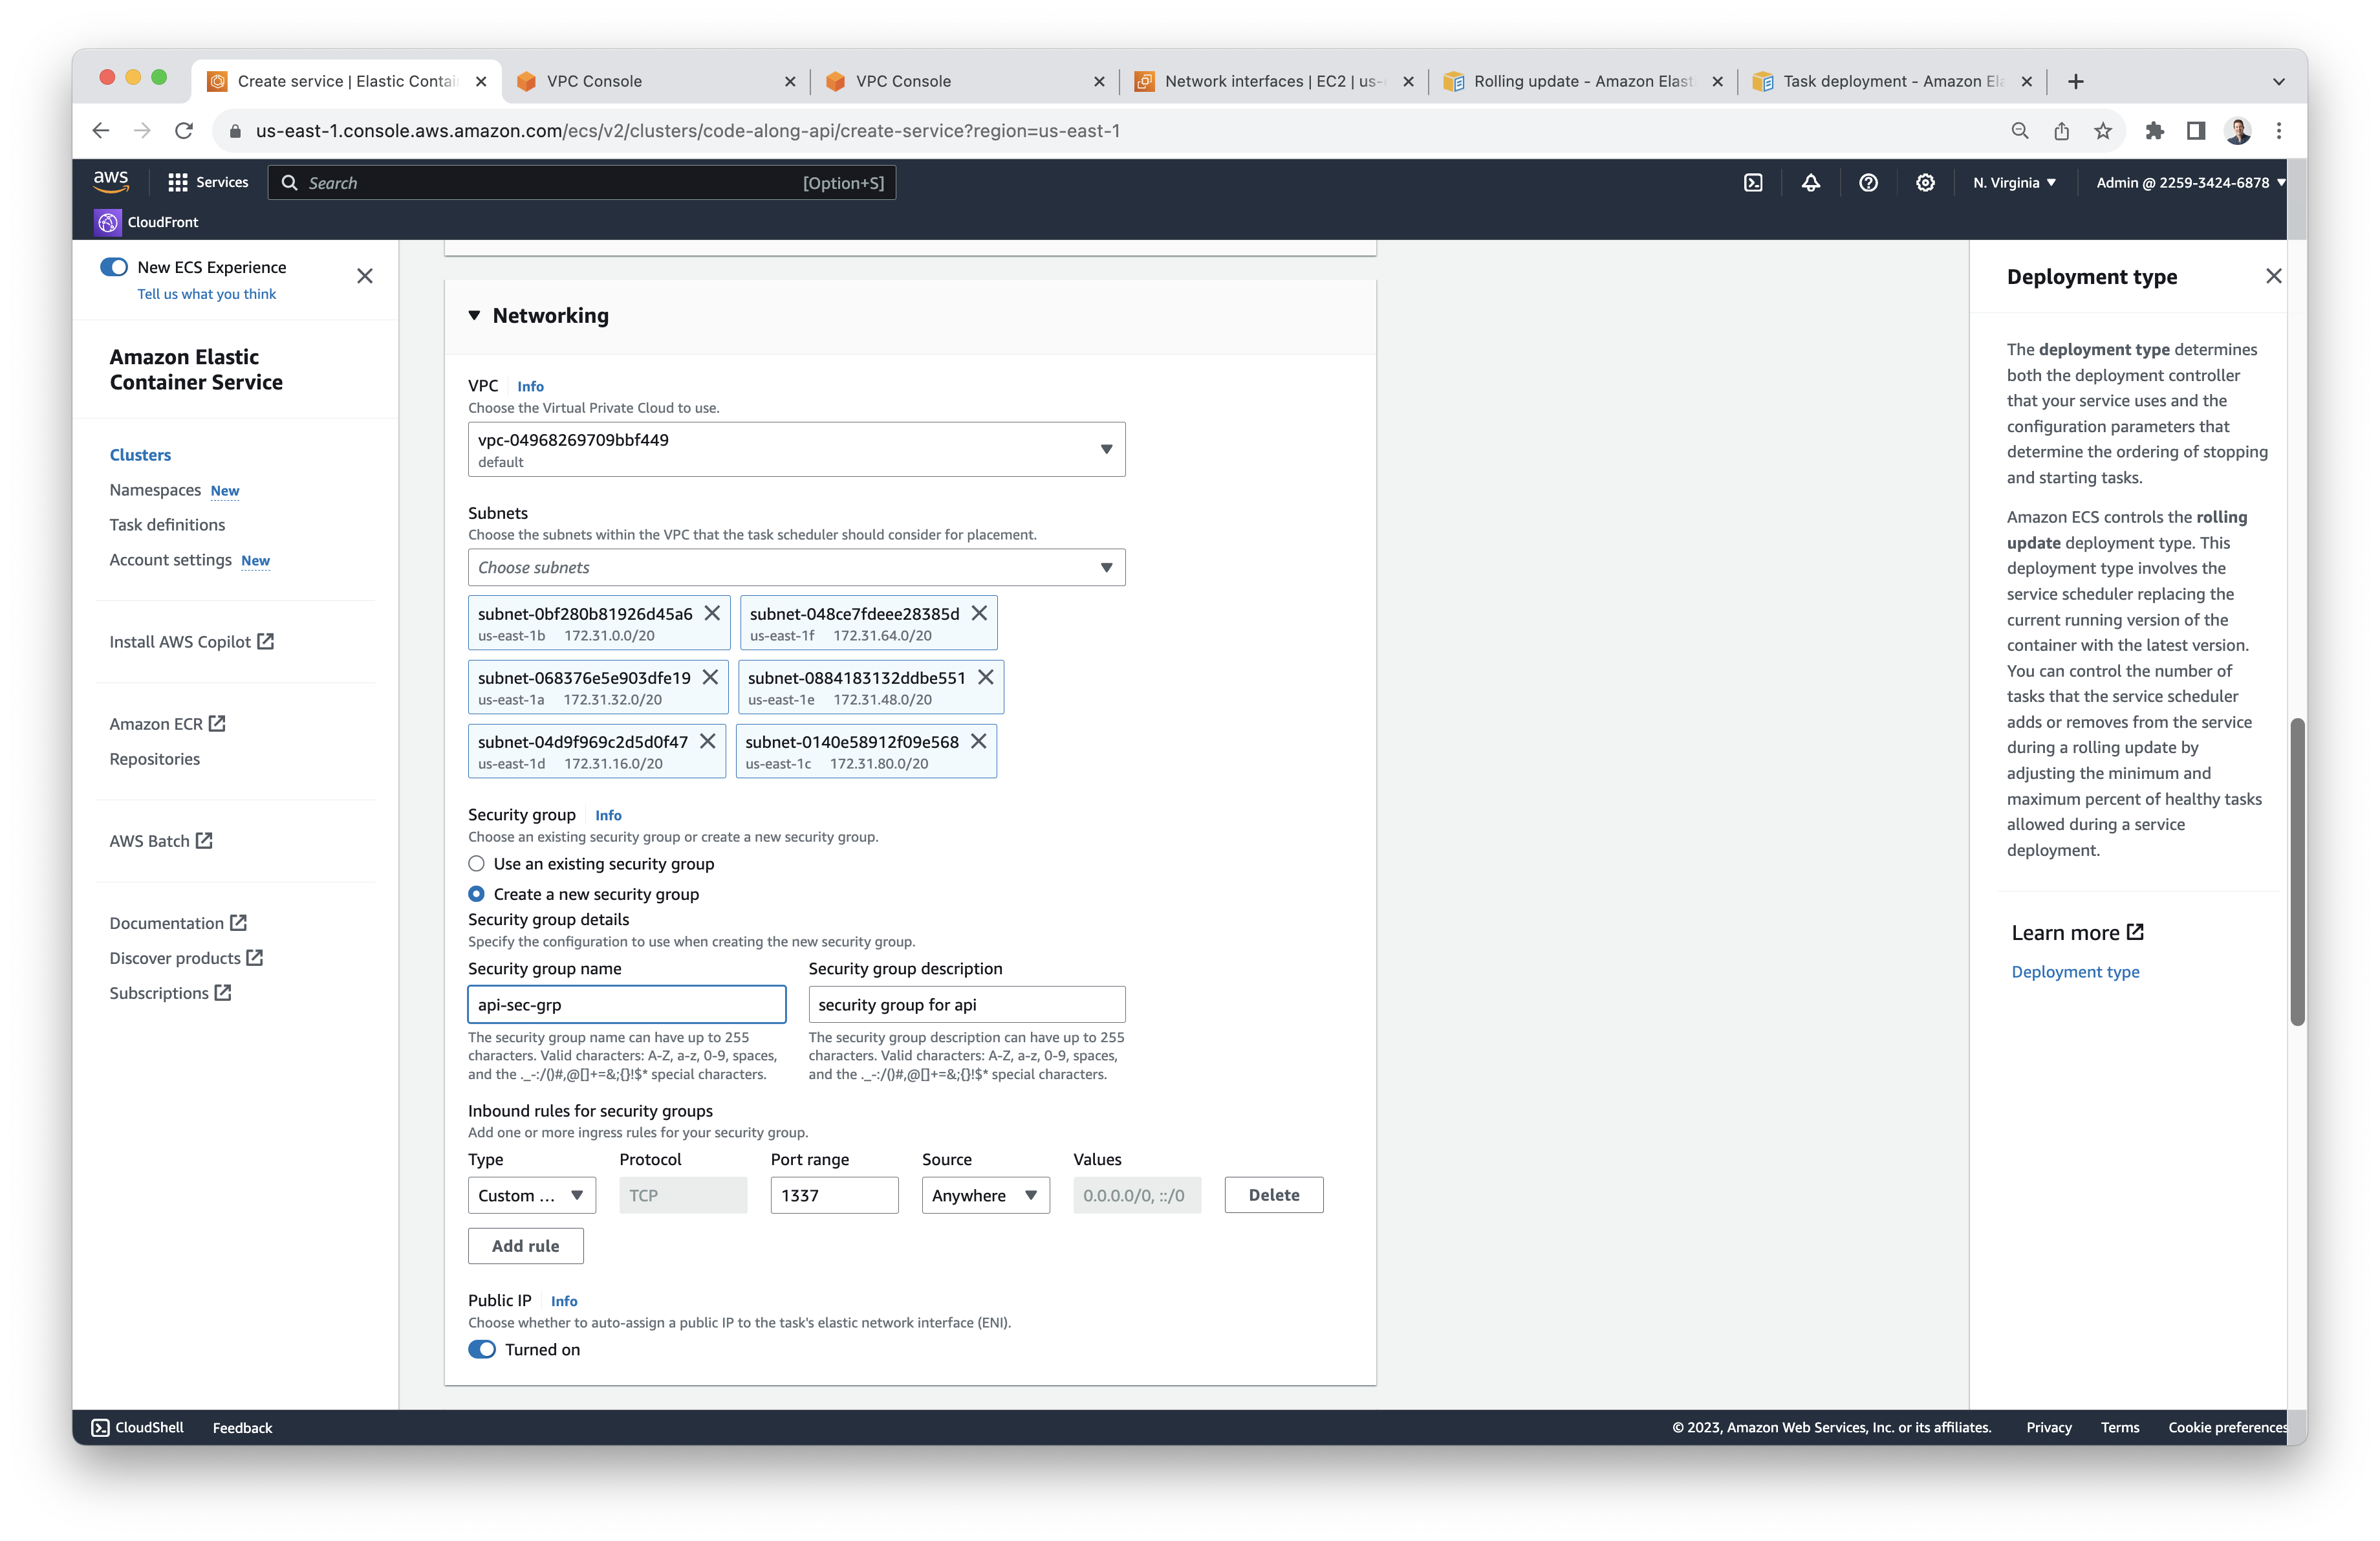 Create service | Elastic Contai
VPC Console
VPC Console
Network interfaces | EC2 | us-
Rolling update - Amazon Elast
Task deployment - Amazon Ela
us-east-1.console.aws.amazon.com/ecs/v2/clusters/code-along-api/create-service?region=us-east-1
aws
Services
Search
[Option+S]
N. Virginia
Admin @ 2259-3424-6878
CloudFront
New ECS Experience
Tell us what you think
Amazon Elastic
Container Service
Clusters
Namespaces New
Task definitions
Account settings New
Install AWS Copilot
Amazon ECR
Repositories
AWS Batch
Documentation
Discover products
Subscriptions
Networking
VPC Info
Choose the Virtual Private Cloud to use.
vpc-04968269709bbf449
default
Subnets
Choose the subnets within the VPC that the task scheduler should consider for placement.
Choose subnets
subnet-0bf280b81926d45a6
us-east-1b 172.31.0.0/20
subnet-048ce7fdeee28385d
us-east-1f 172.31.64.0/20
subnet-068376e5e903dfe19
us-east-1a 172.31.32.0/20
subnet-0884183132ddbe551
us-east-1e 172.31.48.0/20
subnet-04d9f969c2d5d0f47
us-east-1d 172.31.16.0/20
subnet-0140e58912f09e568
us-east-1c 172.31.80.0/20
Security group Info
Choose an existing security group or create a new security group.
Use an existing security group
Create a new security group
Security group details
Specify the configuration to use when creating the new security group.
Security group name
api-sec-grp
The security group name can have up to 255
characters. Valid characters: A-Z, a-z, 0-9, spaces,
and the ._-:/()#,@[]+=&;{}!$* special characters.
Security group description
security group for api
The security group description can have up to 255
characters. Valid characters: A-Z, a-z, 0-9, spaces,
and the ._-:/()#,@[]+=&;{}!$* special characters.
Inbound rules for security groups
Add one or more ingress rules for your security group.
Type Protocol Port range Source Values
Custom ... TCP 1337 Anywhere 0.0.0.0/0, ::/0 Delete
Add rule
Public IP Info
Choose whether to auto-assign a public IP to the task's elastic network interface (ENI).
Turned on
Deployment type
The deployment type determines
both the deployment controller
that your service uses and the
configuration parameters that
determine the ordering of stopping
and starting tasks.
Amazon ECS controls the rolling
update deployment type. This
deployment type involves the
service scheduler replacing the
current running version of the
container with the latest version.
You can control the number of
tasks that the service scheduler
adds or removes from the service
during a rolling update by
adjusting the minimum and
maximum percent of healthy tasks
allowed during a service
deployment.
Learn more
Deployment type
CloudShell
Feedback
© 2023, Amazon Web Services, Inc. or its affiliates.
Privacy
Terms
Cookie preferences